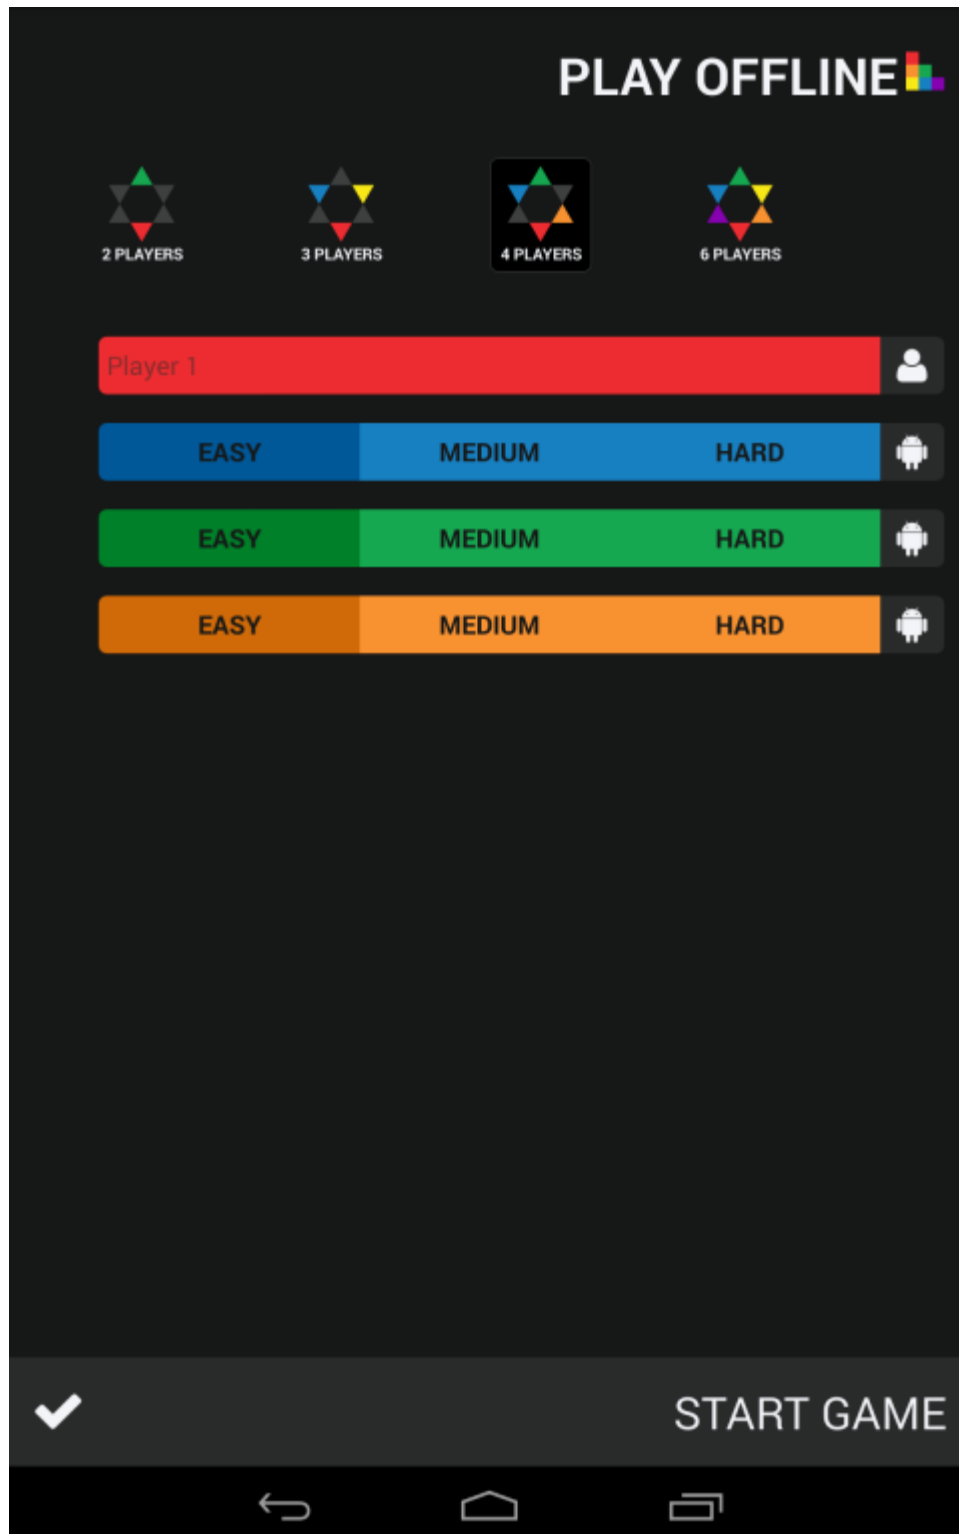 PLAY OFFLINE
2 PLAYERS 3 PLAYERS 4 PLAYERS 6 PLAYERS
Player 1
EASY MEDIUM HARD
EASY MEDIUM HARD
EASY MEDIUM HARD
START GAME